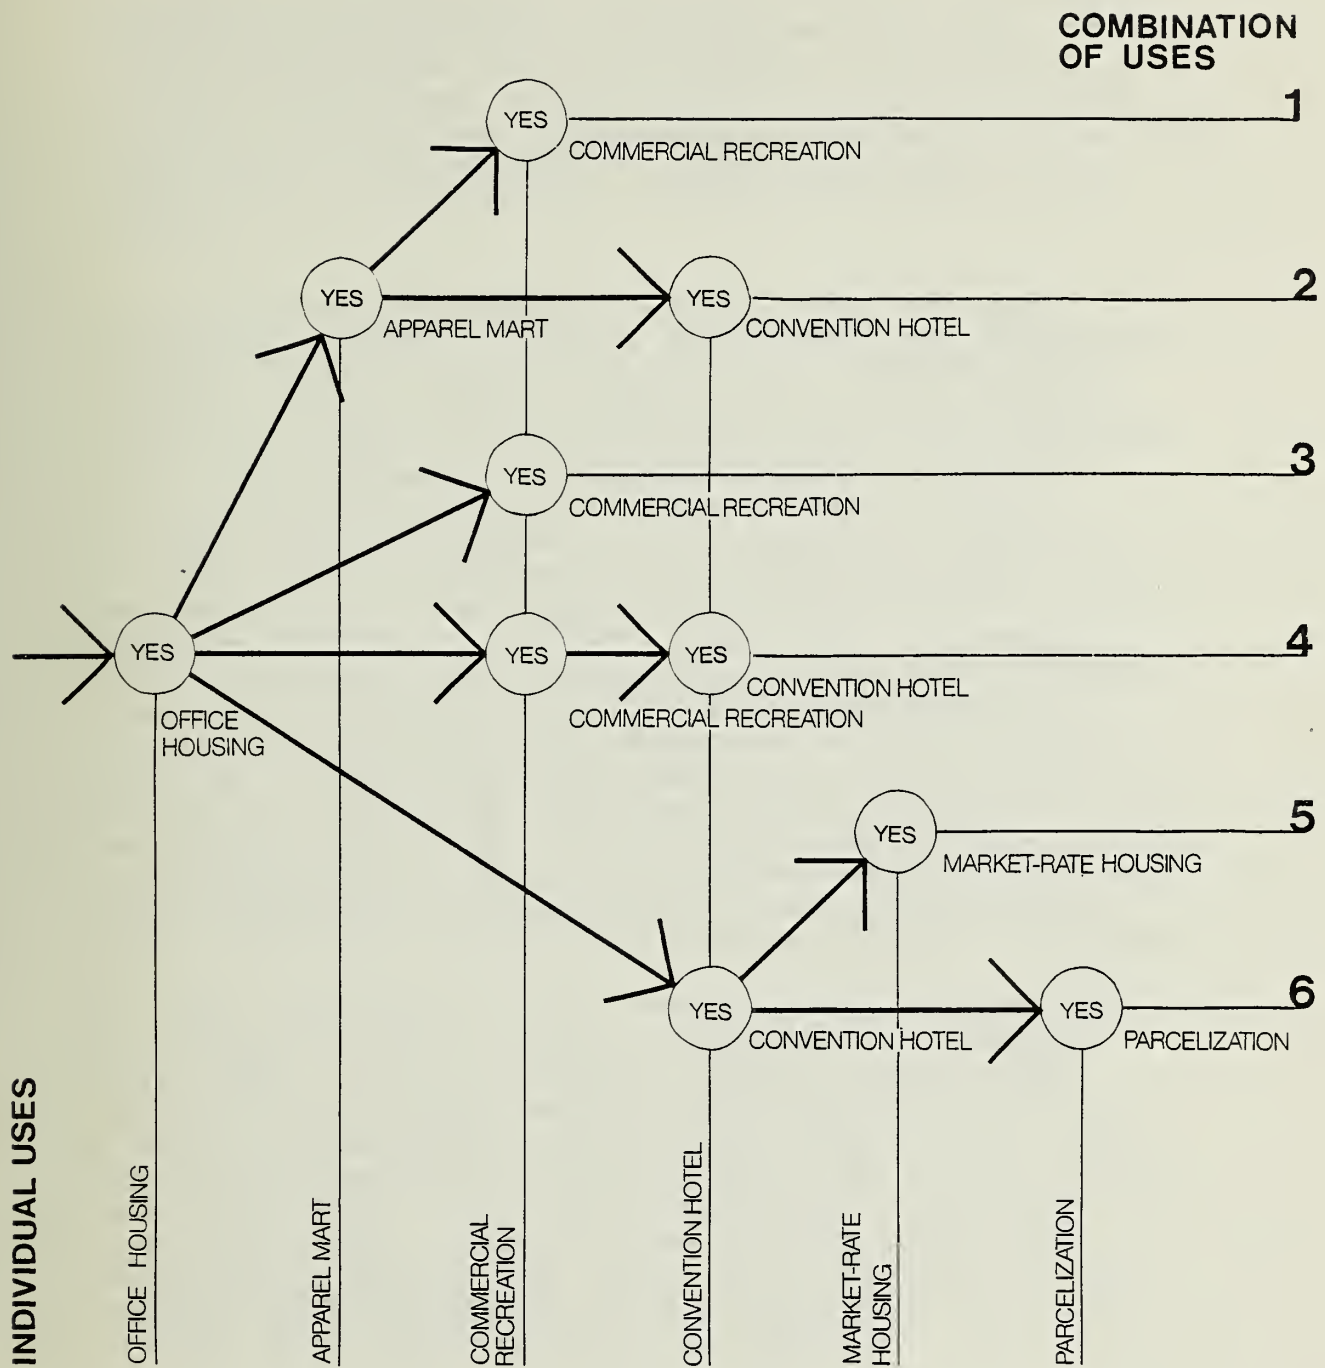 COMBINATION
OF USES
YES
1
COMMERCIAL RECREATION
YES
YES
2
APPAREL MART
CONVENTION HOTEL
YES
3
COMMERCIAL RECREATION
YES
YES
YES
4
CONVENTION HOTEL
OFFICE
HOUSING
COMMERCIAL RECREATION
YES
5
MARKET-RATE HOUSING
YES
YES
6
CONVENTION HOTEL
PARCELIZATION
INDIVIDUAL USES
OFFICE HOUSING
APPAREL MART
COMMERCIAL
RECREATION
CONVENTION HOTEL
MARKET-RATE
HOUSING
PARCELIZATION